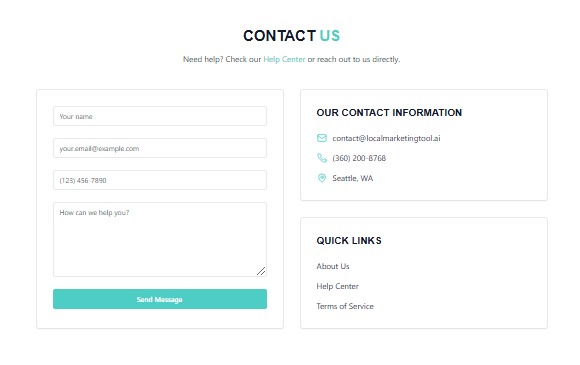 CONTACT US
Need help? Check our Help Center or reach out to us directly.
Your name
your.email@example.com
(123) 456-7890
How can we help you?
Send Message
OUR CONTACT INFORMATION
contact@localmarketingtool.ai
(360) 200-8768
Seattle, WA
QUICK LINKS
About Us
Help Center
Terms of Service